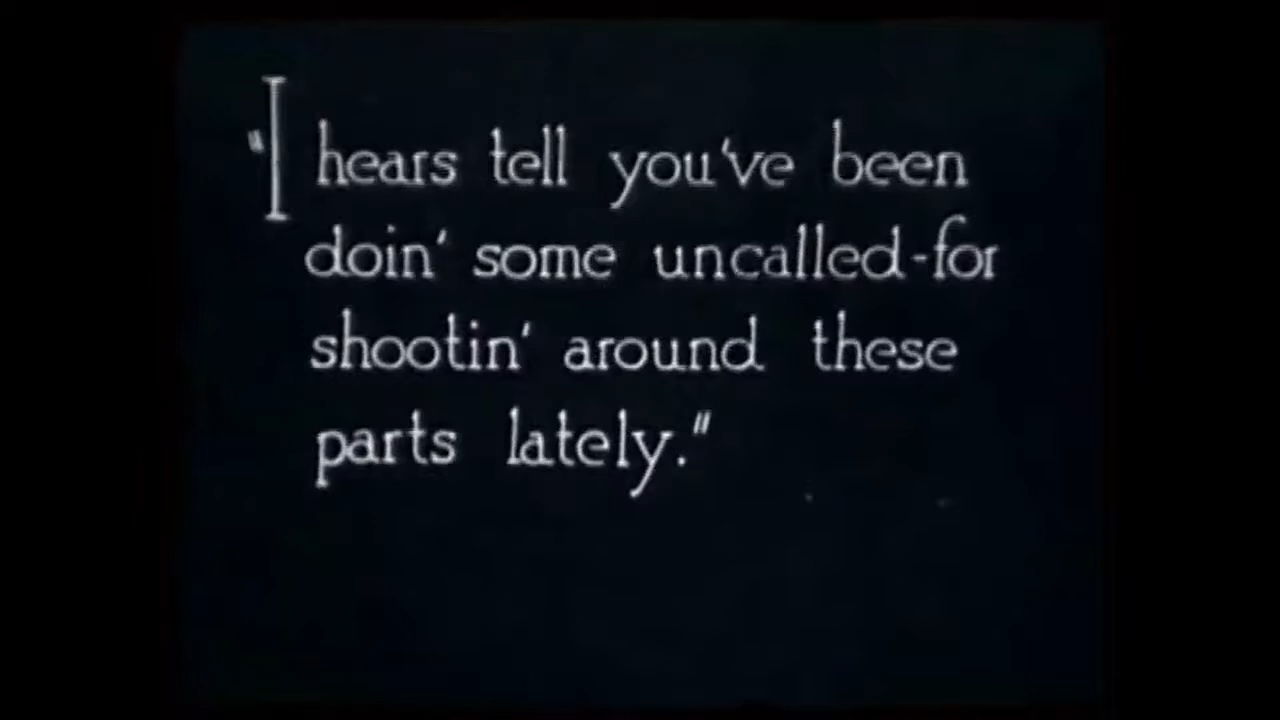 "I hears tell you've been
doin' some uncalled-for
shootin' around these
parts lately."